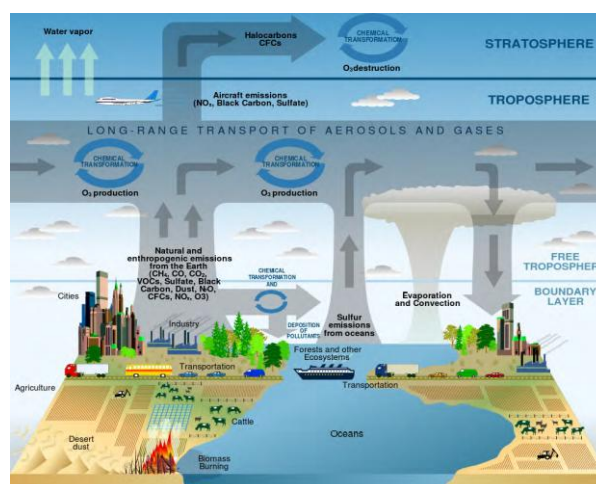 Water vapor
Halocarbons
CFCs
CHEMICAL
TRANSFORMATION
O₃destruction
STRATOSPHERE
Aircraft emissions
(NOₓ, Black Carbon, Sulfate)
TROPOSPHERE
LONG-RANGE TRANSPORT OF AEROSOLS AND GASES
CHEMICAL
TRANSFORMATION
O₃ production
CHEMICAL
TRANSFORMATION
O₃ production
Natural and
enthropogenic emissions
from the Earth
(CH₄, CO, CO₂,
VOCs, Sulfate, Black
Carbon, Dust, N₂O,
CFCs, NOₓ, O3)
CHEMICAL
TRANSFORMATION
AND
DEPOSITION
OF
POLLUTANTS
FREE
TROPOSPHER
BOUNDARY
LAYER
Cities
Industry
Sulfur
emissions
from oceans
Evaporation
and Convection
Forests and other
Ecosystems
Transportation
Transportation
Agriculture
Cattle
Oceans
Desert
dust
Biomass
Burning